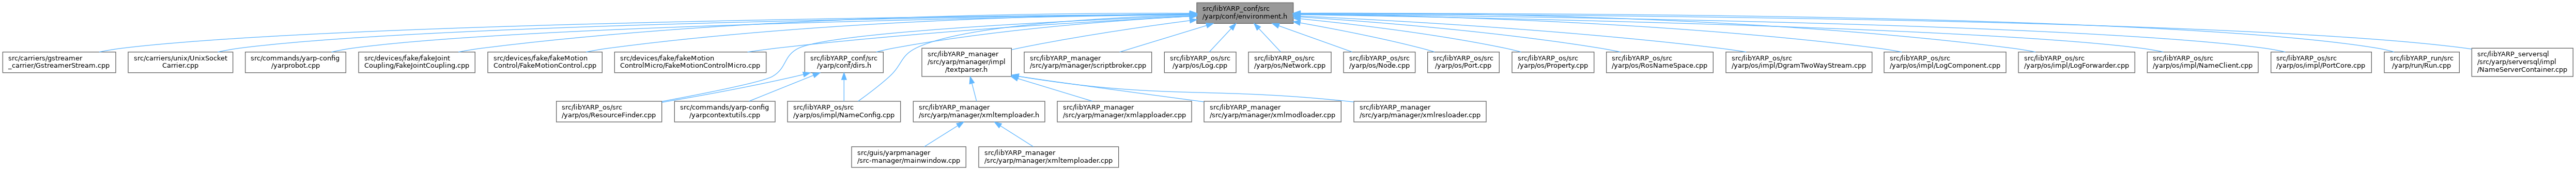 src/libYARP_conf/src
/yarp/conf/environment.h
src/carriers/gstreamer
_carrier/GstreamerStream.cpp
src/carriers/unix/UnixSocket
Carrier.cpp
src/commands/yarp-config
/yarprobot.cpp
src/devices/fake/fakeJoint
Coupling/FakeJointCoupling.cpp
src/devices/fake/fakeMotion
Control/FakeMotionControl.cpp
src/devices/fake/fakeMotion
ControlMicro/FakeMotionControlMicro.cpp
src/libYARP_conf/src
/yarp/conf/dirs.h
src/libYARP_manager
/src/yarp/manager/impl
/textparser.h
src/libYARP_manager
/src/yarp/manager/scriptbroker.cpp
src/libYARP_os/src
/yarp/os/Log.cpp
src/libYARP_os/src
/yarp/os/Network.cpp
src/libYARP_os/src
/yarp/os/Node.cpp
src/libYARP_os/src
/yarp/os/Port.cpp
src/libYARP_os/src
/yarp/os/Property.cpp
src/libYARP_os/src
/yarp/os/RosNameSpace.cpp
src/libYARP_os/src
/yarp/os/impl/DgramTwoWayStream.cpp
src/libYARP_os/src
/yarp/os/impl/LogComponent.cpp
src/libYARP_os/src
/yarp/os/impl/LogForwarder.cpp
src/libYARP_os/src
/yarp/os/impl/NameClient.cpp
src/libYARP_os/src
/yarp/os/impl/PortCore.cpp
src/libYARP_run/src
/yarp/run/Run.cpp
src/libYARP_serversql
/src/yarp/serversql/impl
/NameServerContainer.cpp
src/libYARP_os/src
/yarp/os/ResourceFinder.cpp
src/commands/yarp-config
/yarpcontextutils.cpp
src/libYARP_os/src
/yarp/os/impl/NameConfig.cpp
src/libYARP_manager
/src/yarp/manager/xmltemploader.h
src/libYARP_manager
/src/yarp/manager/xmlapploader.cpp
src/libYARP_manager
/src/yarp/manager/xmlmodloader.cpp
src/libYARP_manager
/src/yarp/manager/xmlresloader.cpp
src/guis/yarpmanager
/src-manager/mainwindow.cpp
src/libYARP_manager
/src/yarp/manager/xmltemploader.cpp